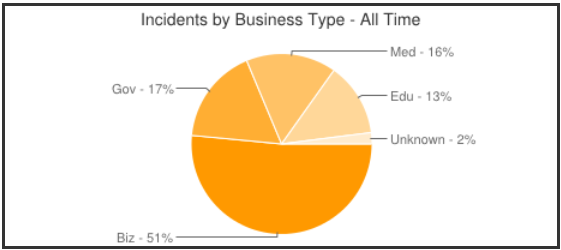 Incidents by Business Type - All Time
Med - 16%
Gov - 17%
Edu - 13%
Unknown - 2%
Biz - 51%